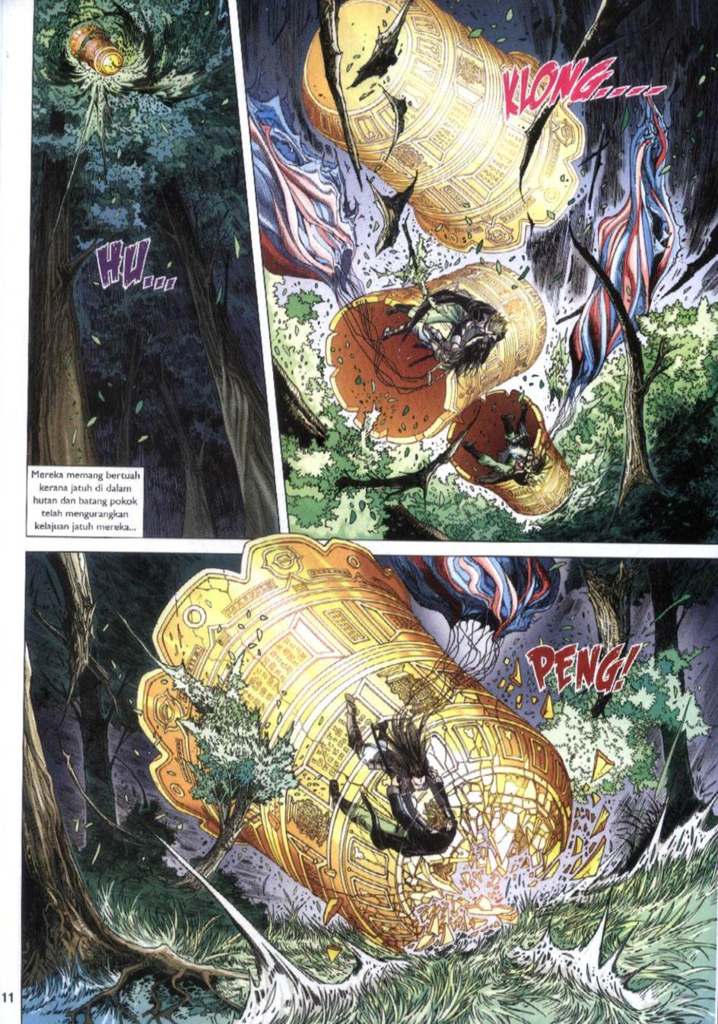 HU...
KLONG......
Mereka memang bertuah
kerana jatuh di dalam
hutan dan batang pokok
telah mengurangkan
kelajuan jatuh mereka...
PENG!
11